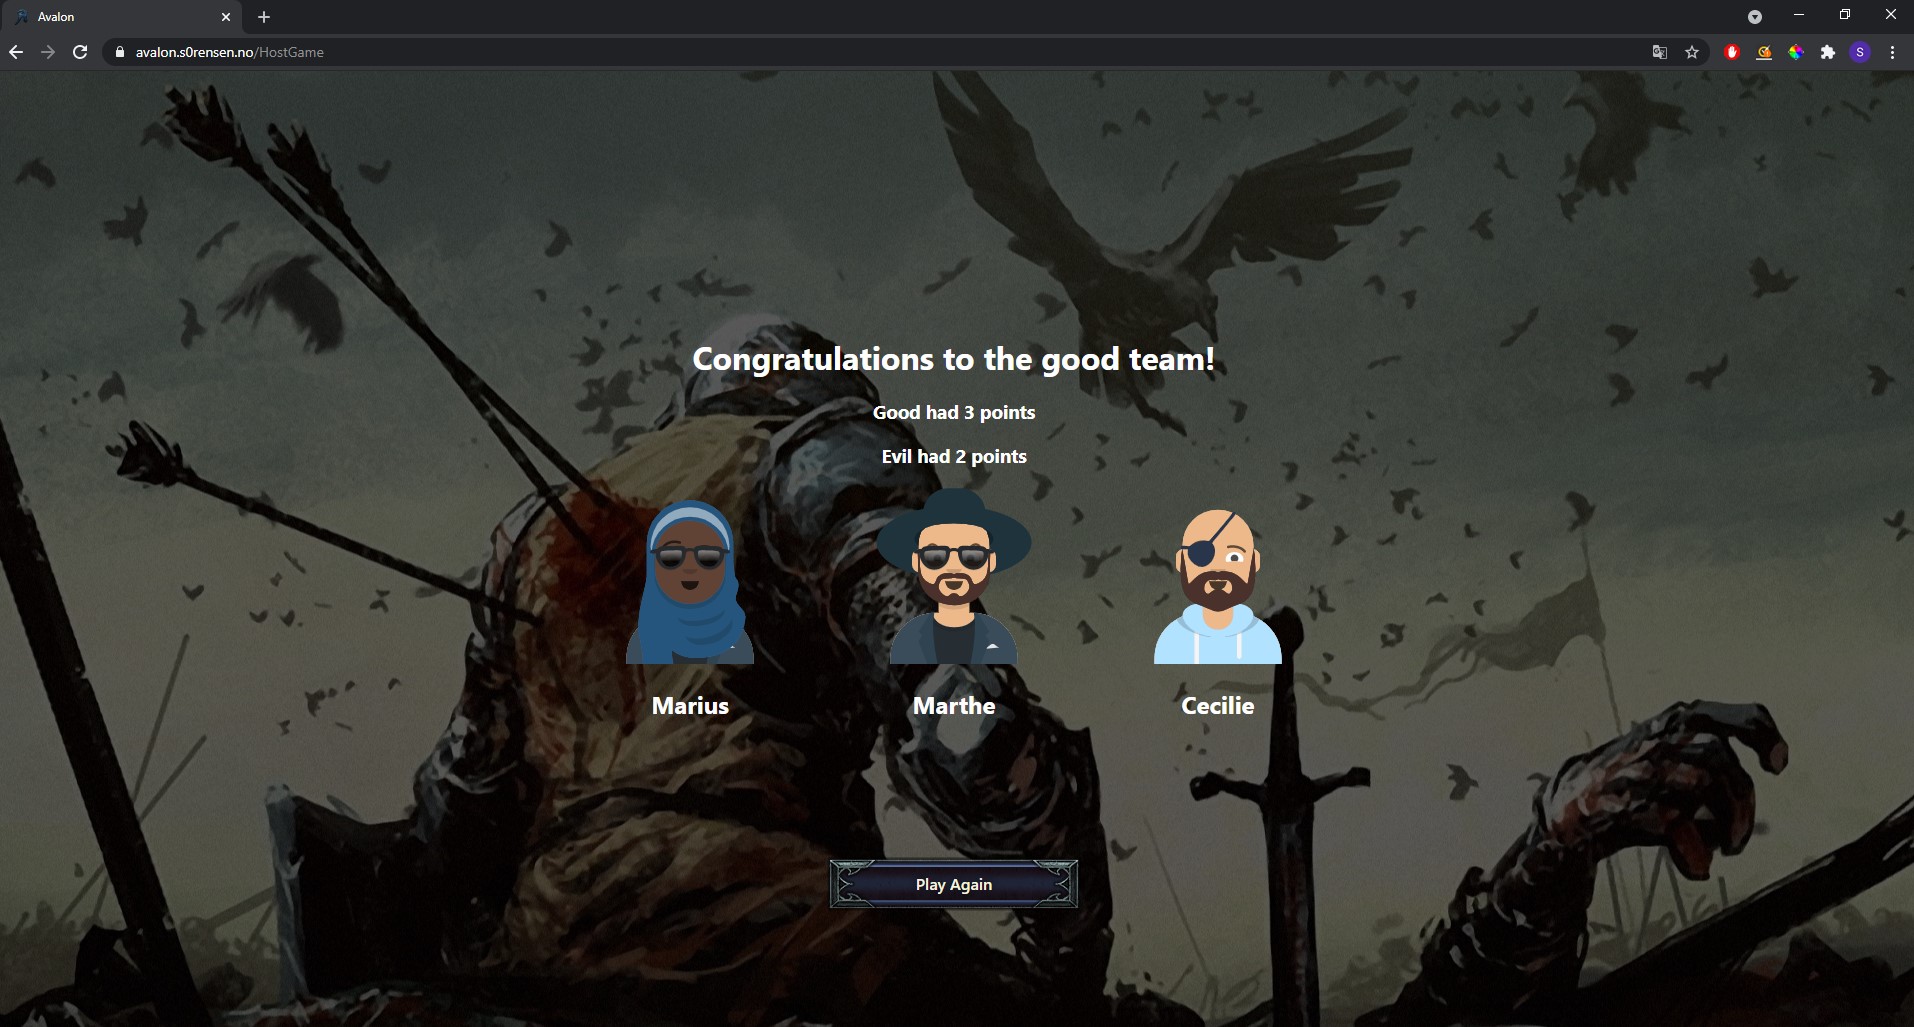 Avalon
avalon.s0rensen.no/HostGame
S
Congratulations to the good team!
Good had 3 points
Evil had 2 points
Marius
Marthe
Cecilie
Play Again